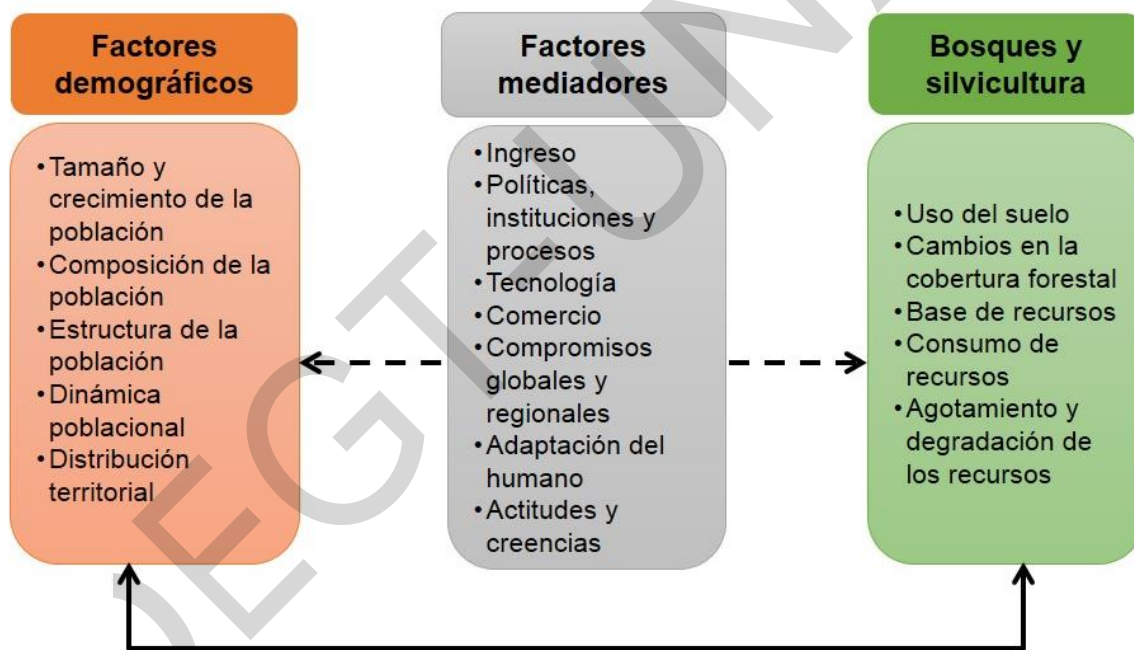 Factores
demográficos
• Tamaño y
crecimiento de la
población
• Composición de la
población
• Estructura de la
población
• Dinámica
poblacional
• Distribución
territorial
Factores
mediadores
• Ingreso
• Políticas,
instituciones y
procesos
• Tecnología
• Comercio
• Compromisos
globales y
regionales
• Adaptación del
humano
• Actitudes y
creencias
Bosques y
silvicultura
• Uso del suelo
• Cambios en la
cobertura forestal
• Base de recursos
• Consumo de
recursos
• Agotamiento y
degradación de
los recursos